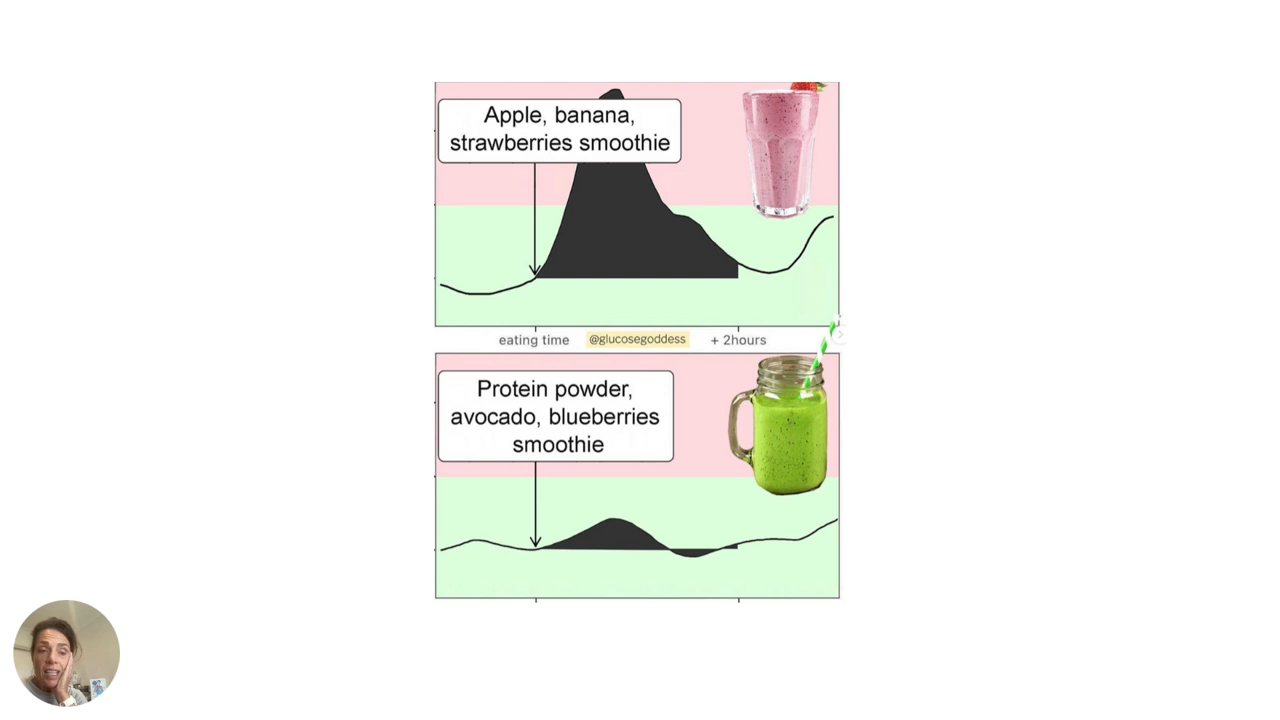 Apple, banana,
strawberries smoothie
eating time
@glucosegoddess
+ 2hours
Protein powder,
avocado, blueberries
smoothie